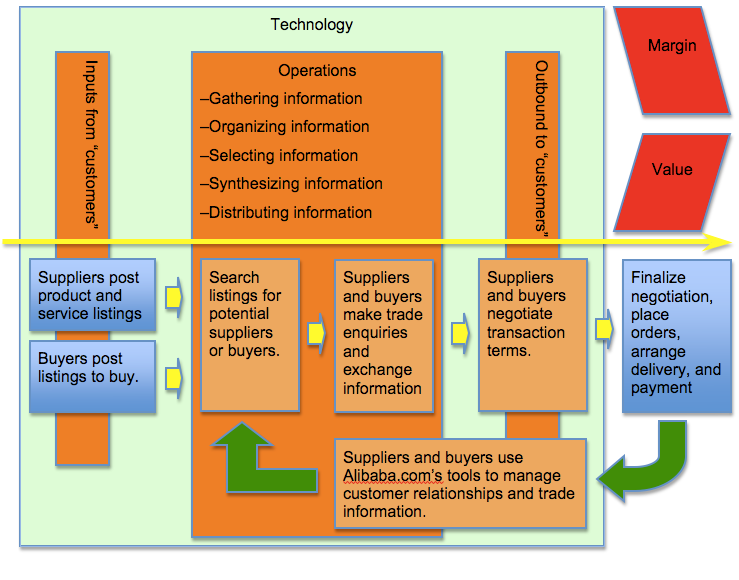 Technology
Margin
Value
Inputs from “customers”
Operations
–Gathering information
–Organizing information
–Selecting information
–Synthesizing information
–Distributing information
Outbound to “customers”
Suppliers post
product and
service listings
Buyers post
listings to buy.
Search
listings for
potential
suppliers
or buyers.
Suppliers
and buyers
make trade
enquiries
and
exchange
information
Suppliers
and buyers
negotiate
transaction
terms.
Finalize
negotiation,
place
orders,
arrange
delivery, and
payment
Suppliers and buyers use
Alibaba.com’s tools to manage
customer relationships and trade
information.